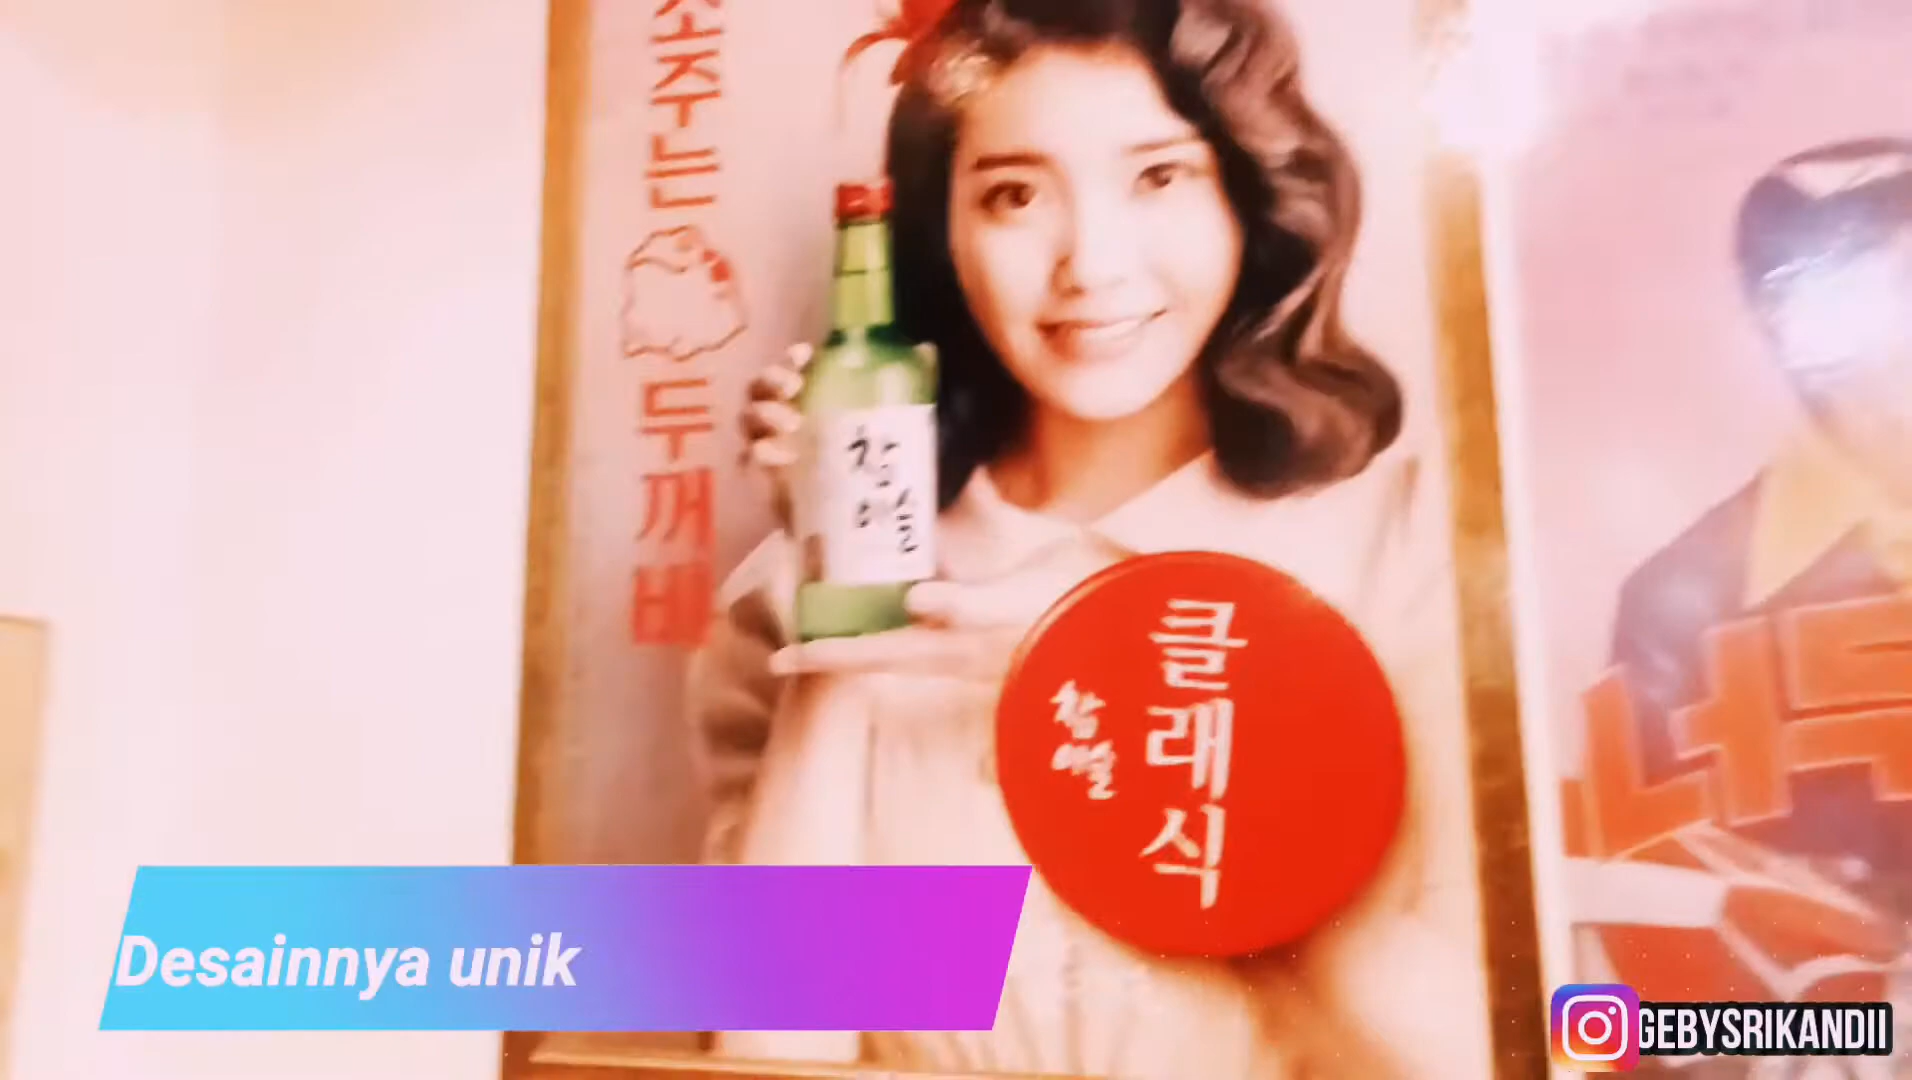 소주는
두꺼비
참
이슬
클래식
참
이슬
Desainnya unik
GEBYSRIKANDII